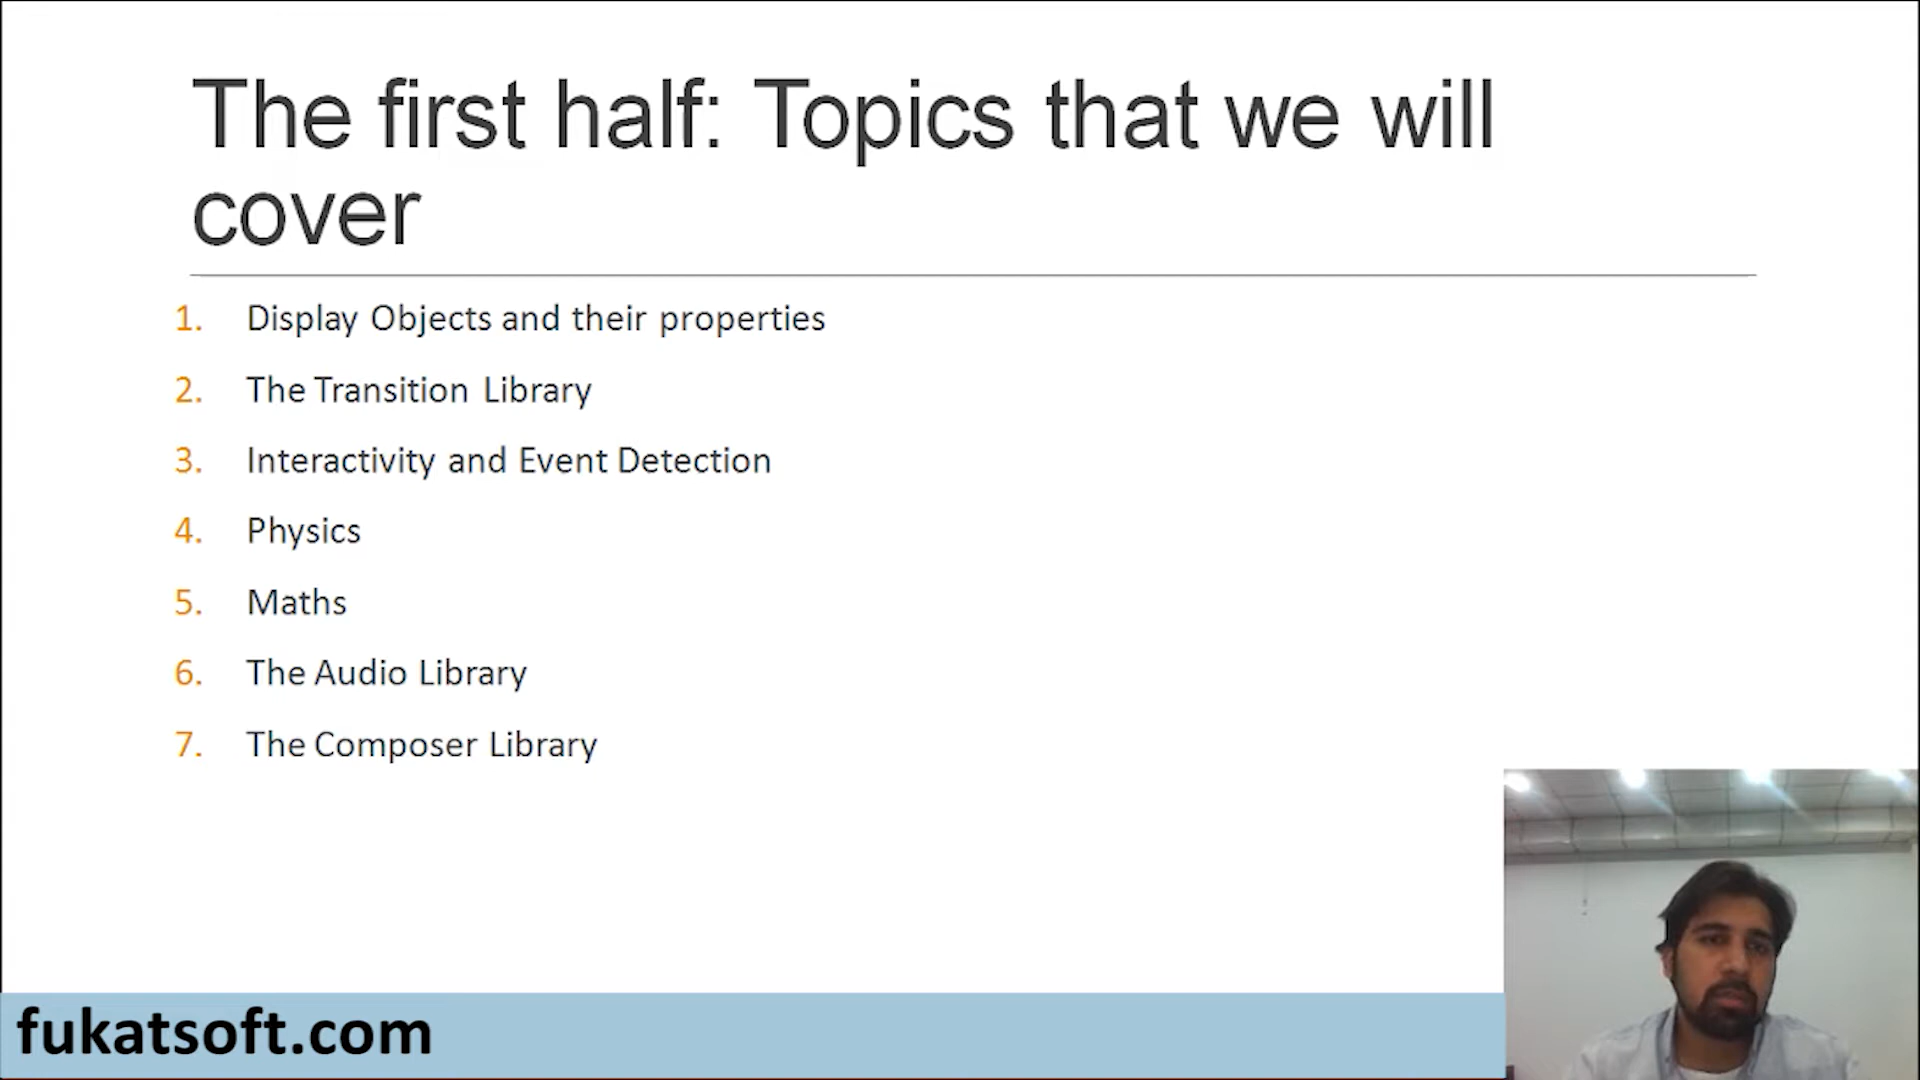 The first half: Topics that we will
cover
1. Display Objects and their properties
2. The Transition Library
3. Interactivity and Event Detection
4. Physics
5. Maths
6. The Audio Library
7. The Composer Library
fukatsoft.com